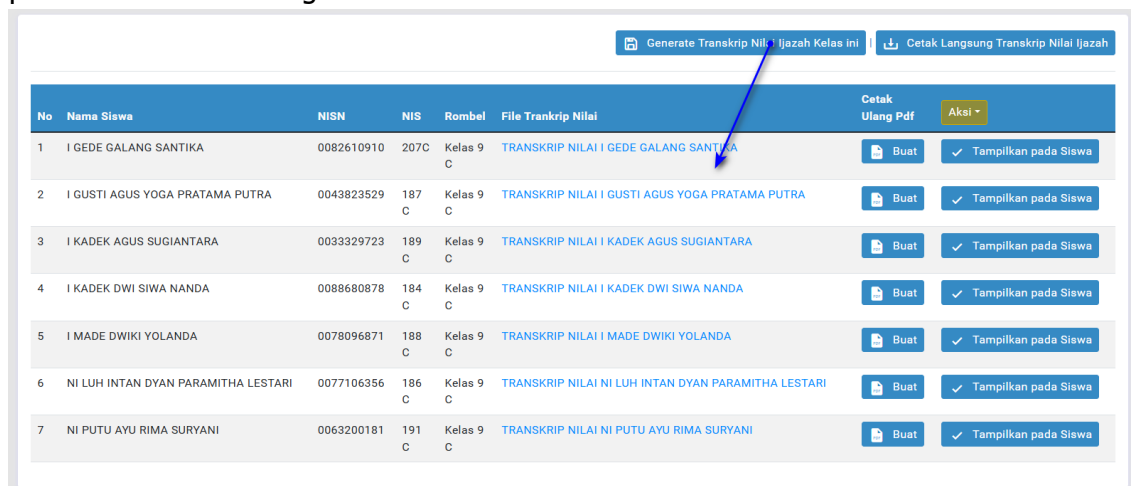 Generate Transkrip Nilai Ijazah Kelas ini | Cetak Langsung Transkrip Nilai Ijazah
No Nama Siswa NISN NIS Rombel File Trankrip Nilai Cetak Ulang Pdf Aksi
1 I GEDE GALANG SANTIKA 0082610910 207C Kelas 9 C TRANSKRIP NILAI I GEDE GALANG SANTIKA Buat Tampilkan pada Siswa
2 I GUSTI AGUS YOGA PRATAMA PUTRA 0043823529 187 C Kelas 9 C TRANSKRIP NILAI I GUSTI AGUS YOGA PRATAMA PUTRA Buat Tampilkan pada Siswa
3 I KADEK AGUS SUGIANTARA 0033329723 189 C Kelas 9 C TRANSKRIP NILAI I KADEK AGUS SUGIANTARA Buat Tampilkan pada Siswa
4 I KADEK DWI SIWA NANDA 0088680878 184 C Kelas 9 C TRANSKRIP NILAI I KADEK DWI SIWA NANDA Buat Tampilkan pada Siswa
5 I MADE DWIKI YOLANDA 0078096871 188 C Kelas 9 C TRANSKRIP NILAI I MADE DWIKI YOLANDA Buat Tampilkan pada Siswa
6 NI LUH INTAN DYAN PARAMITHA LESTARI 0077106356 186 C Kelas 9 C TRANSKRIP NILAI NI LUH INTAN DYAN PARAMITHA LESTARI Buat Tampilkan pada Siswa
7 NI PUTU AYU RIMA SURYANI 0063200181 191 C Kelas 9 C TRANSKRIP NILAI NI PUTU AYU RIMA SURYANI Buat Tampilkan pada Siswa